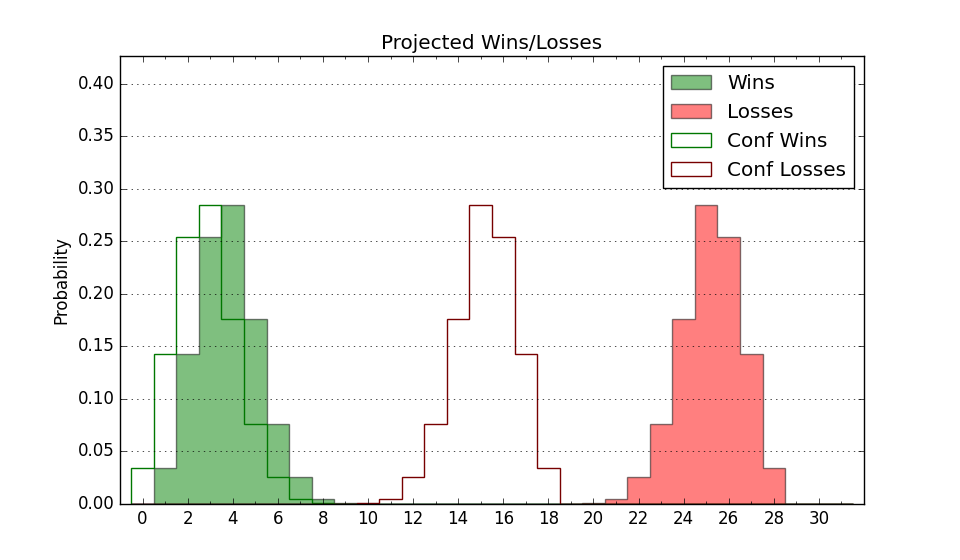 Projected Wins/Losses
Wins
Losses
Conf Wins
Conf Losses
Probability
0.40
0.35
0.30
0.25
0.20
0.15
0.10
0.05
0.00
0 2 4 6 8 10 12 14 16 18 20 22 24 26 28 30